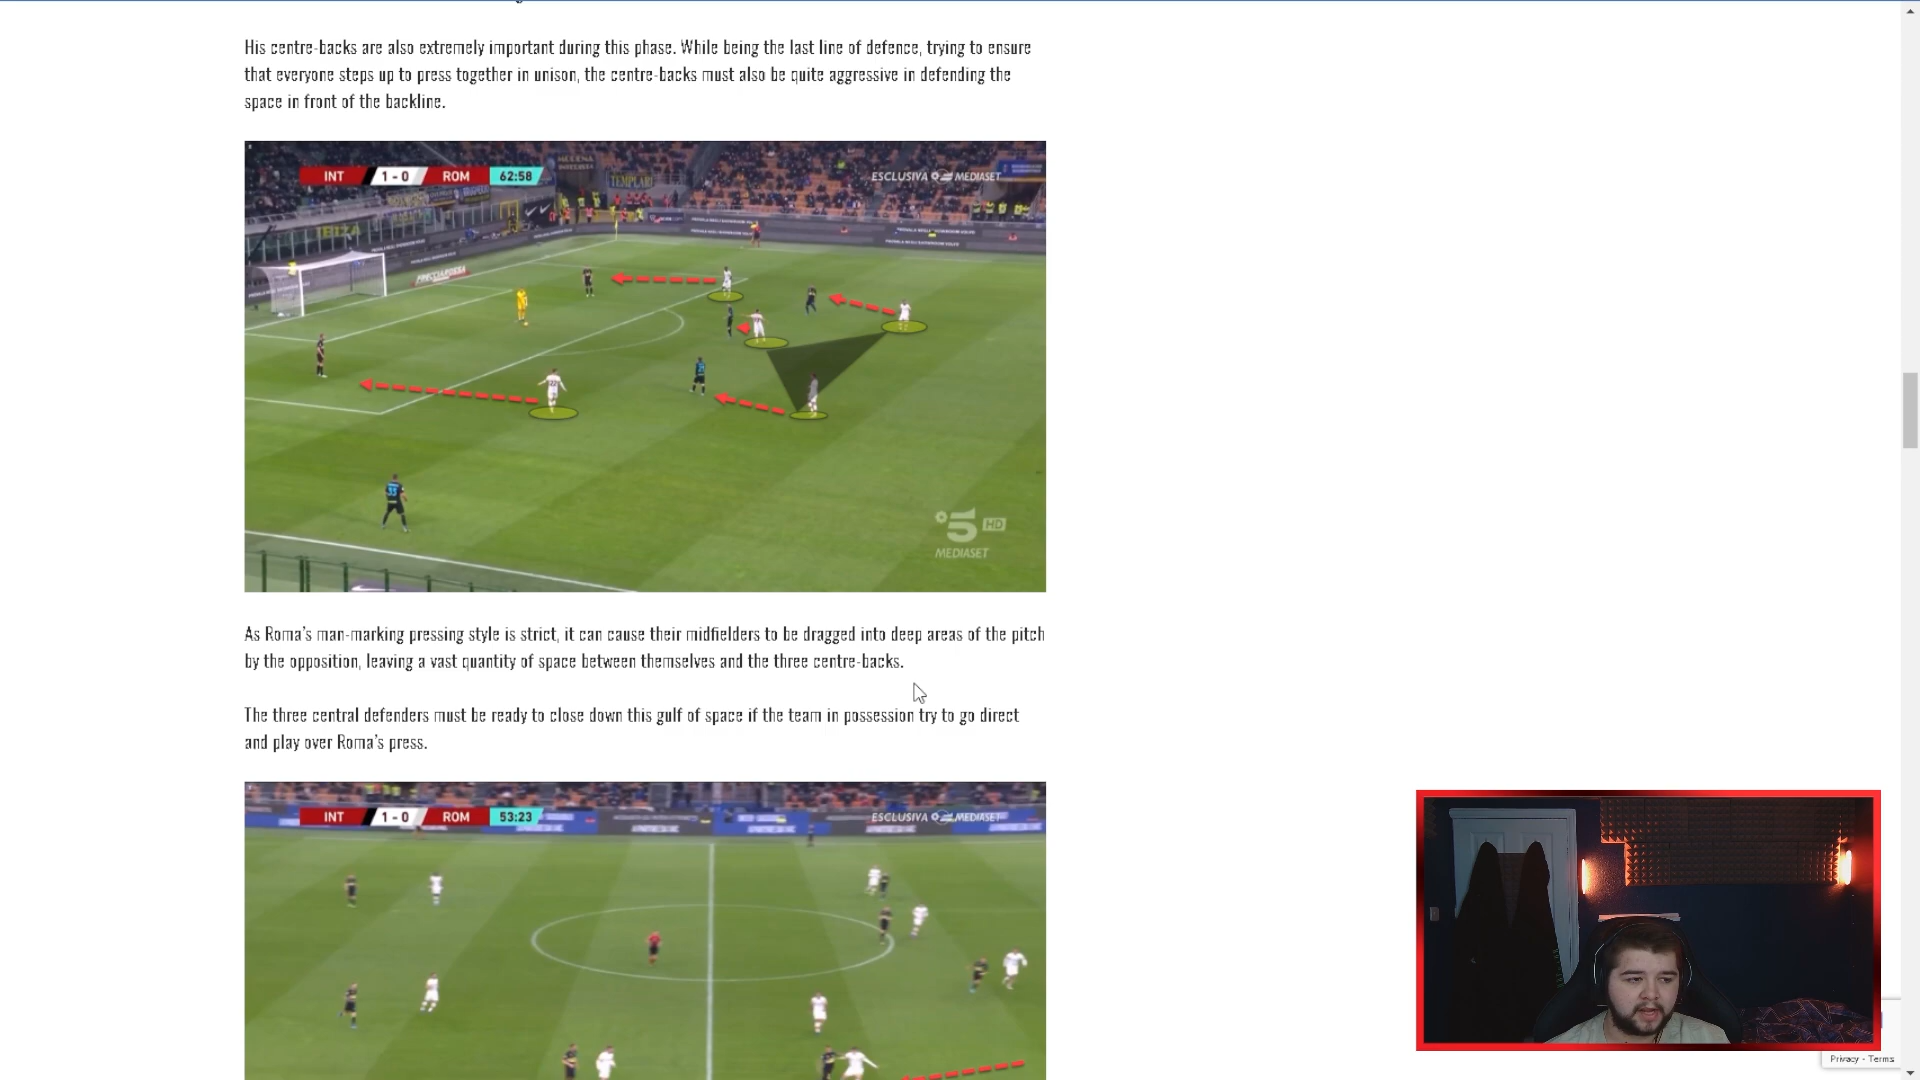 His centre-backs are also extremely important during this phase. While being the last line of defence, trying to ensure
that everyone steps up to press together in unison, the centre-backs must also be quite aggressive in defending the
space in front of the backline.
INT 1 - 0 ROM 62:58
ESCLUSIVA MEDIASET
MODENA
TEMPLARI
IBIZA
FRECCIAROSSA
22
33
5 HD
MEDIASET
As Roma's man-marking pressing style is strict, it can cause their midfielders to be dragged into deep areas of the pitch
by the opposition, leaving a vast quantity of space between themselves and the three centre-backs.
The three central defenders must be ready to close down this gulf of space if the team in possession try to go direct
and play over Roma's press.
INT 1 - 0 ROM 53:23
ESCLUSIVA MEDIASET
Privacy - Terms